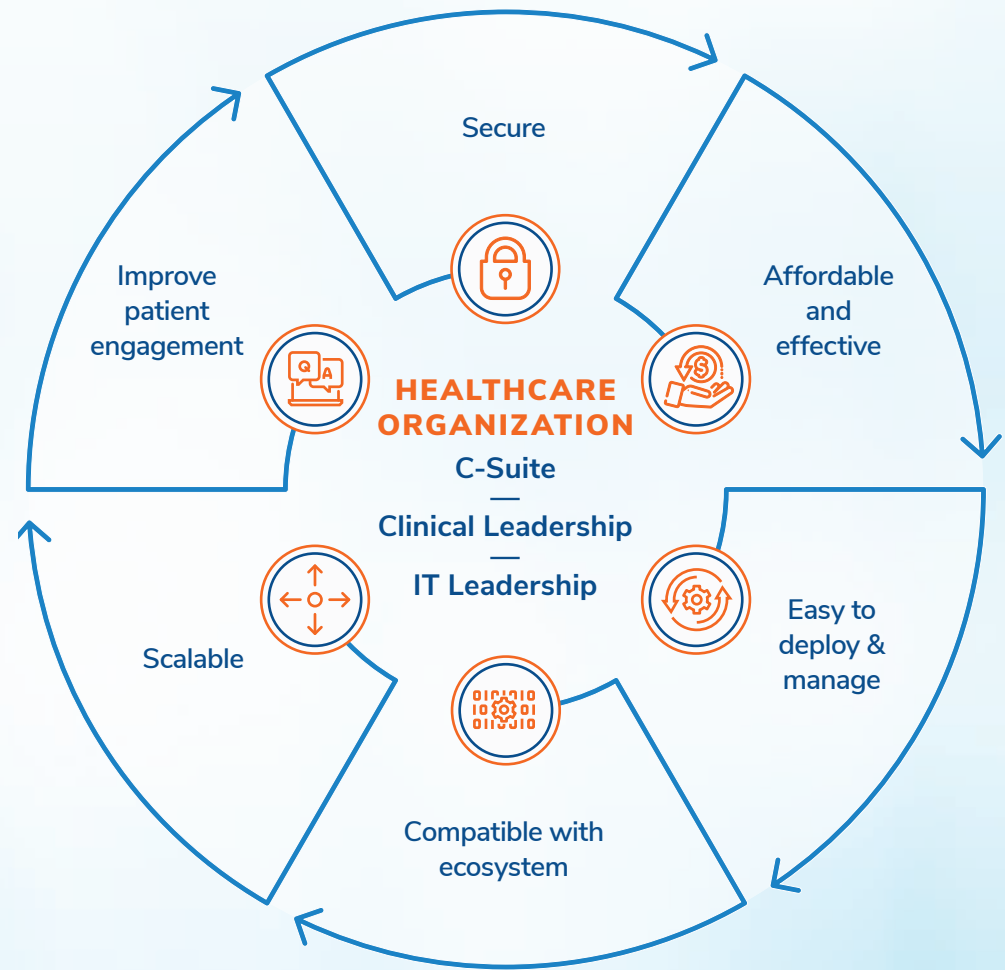 Secure
Affordable
and
effective
Easy to
deploy &
manage
Compatible with
ecosystem
Scalable
Improve
patient
engagement
Q
A
$
HEALTHCARE
ORGANIZATION
C-Suite
—
Clinical Leadership
—
IT Leadership